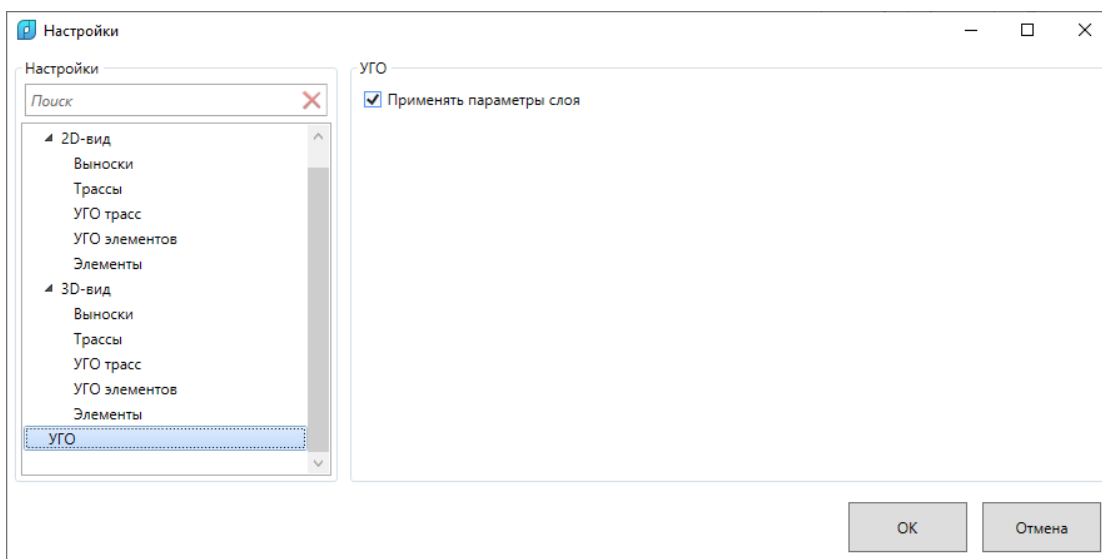 Настройки
Настройки
Поиск
2D-вид
Выноски
Трассы
УГО трасс
УГО элементов
Элементы
3D-вид
Выноски
Трассы
УГО трасс
УГО элементов
Элементы
УГО
УГО
Применять параметры слоя
ОК
Отмена